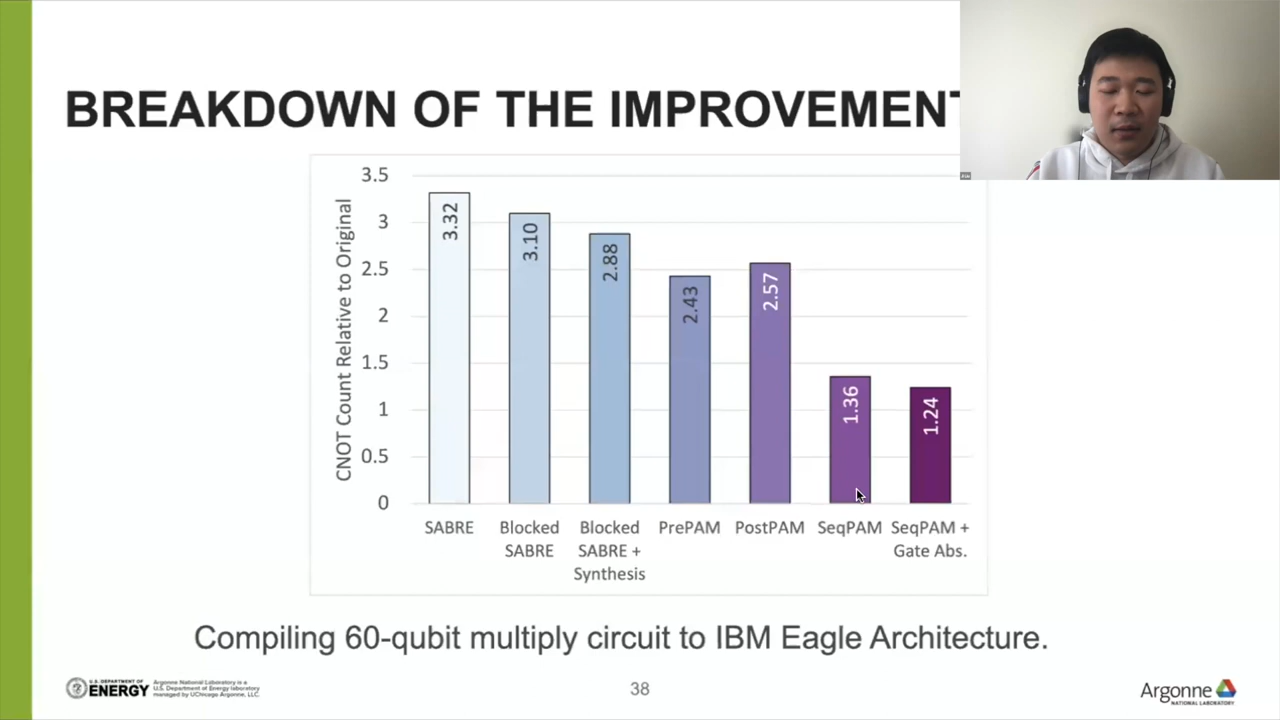 BREAKDOWN OF THE IMPROVEMENT
CNOT Count Relative to Original
3.5
3
2.5
2
1.5
1
0.5
0
3.32
3.10
2.88
2.43
2.57
1.36
1.24
SABRE
Blocked
SABRE
Blocked
SABRE +
Synthesis
PrePAM
PostPAM
SeqPAM
SeqPAM +
Gate Abs.
Compiling 60-qubit multiply circuit to IBM Eagle Architecture.
U.S. DEPARTMENT OF
ENERGY
Argonne National Laboratory is a
U.S. Department of Energy laboratory
managed by UChicago Argonne, LLC.
38
Argonne
NATIONAL LABORATORY